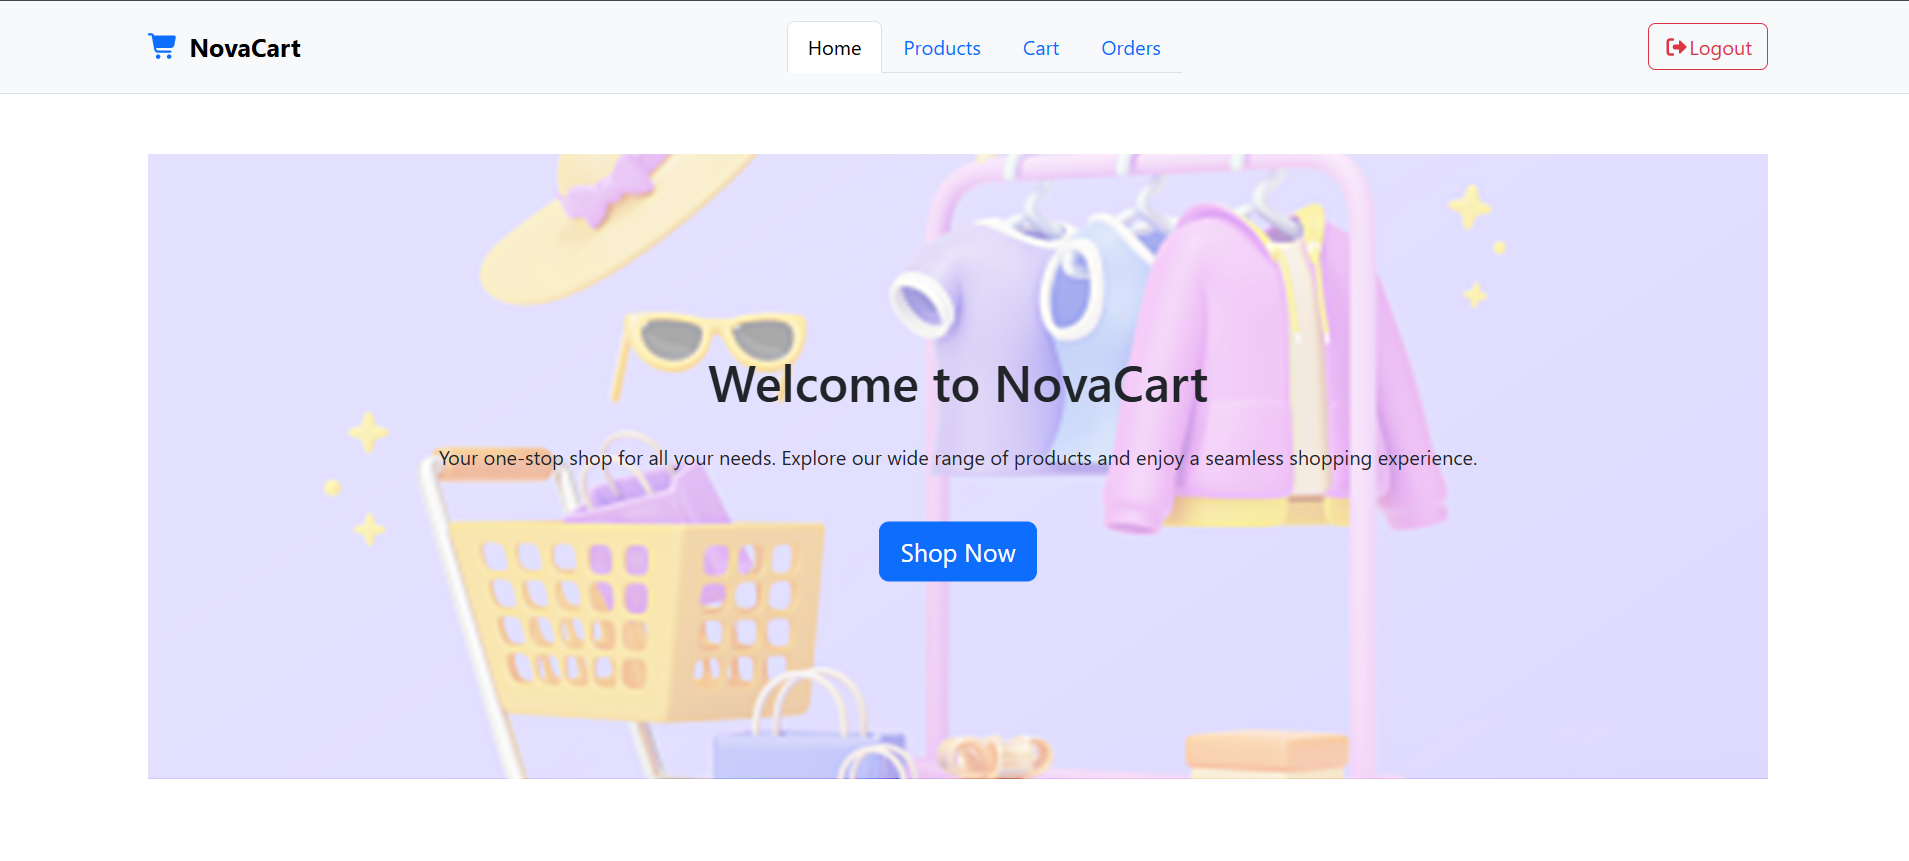 NovaCart
Home Products Cart Orders
Logout
Welcome to NovaCart
Your one-stop shop for all your needs. Explore our wide range of products and enjoy a seamless shopping experience.
Shop Now